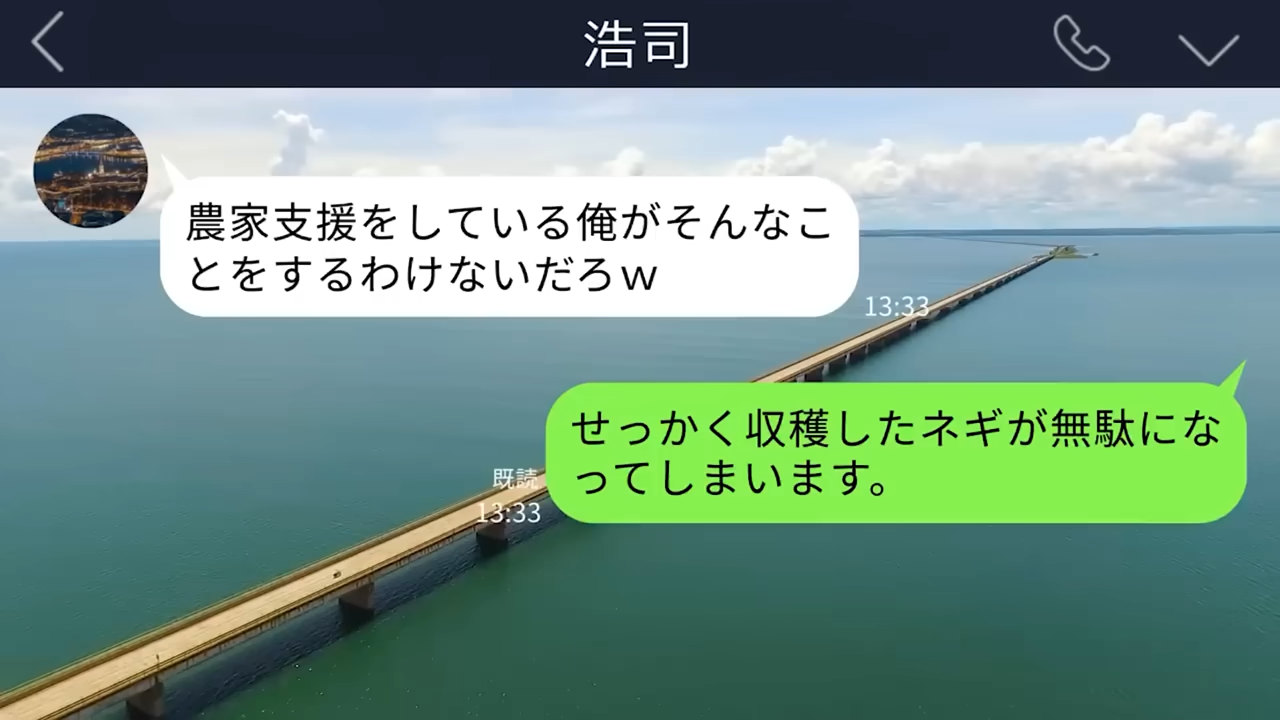 浩司
農家支援をしている俺がそんなこ
とをするわけないだろｗ
13:33
せっかく収穫したネギが無駄にな
ってしまいます。
既読
13:33